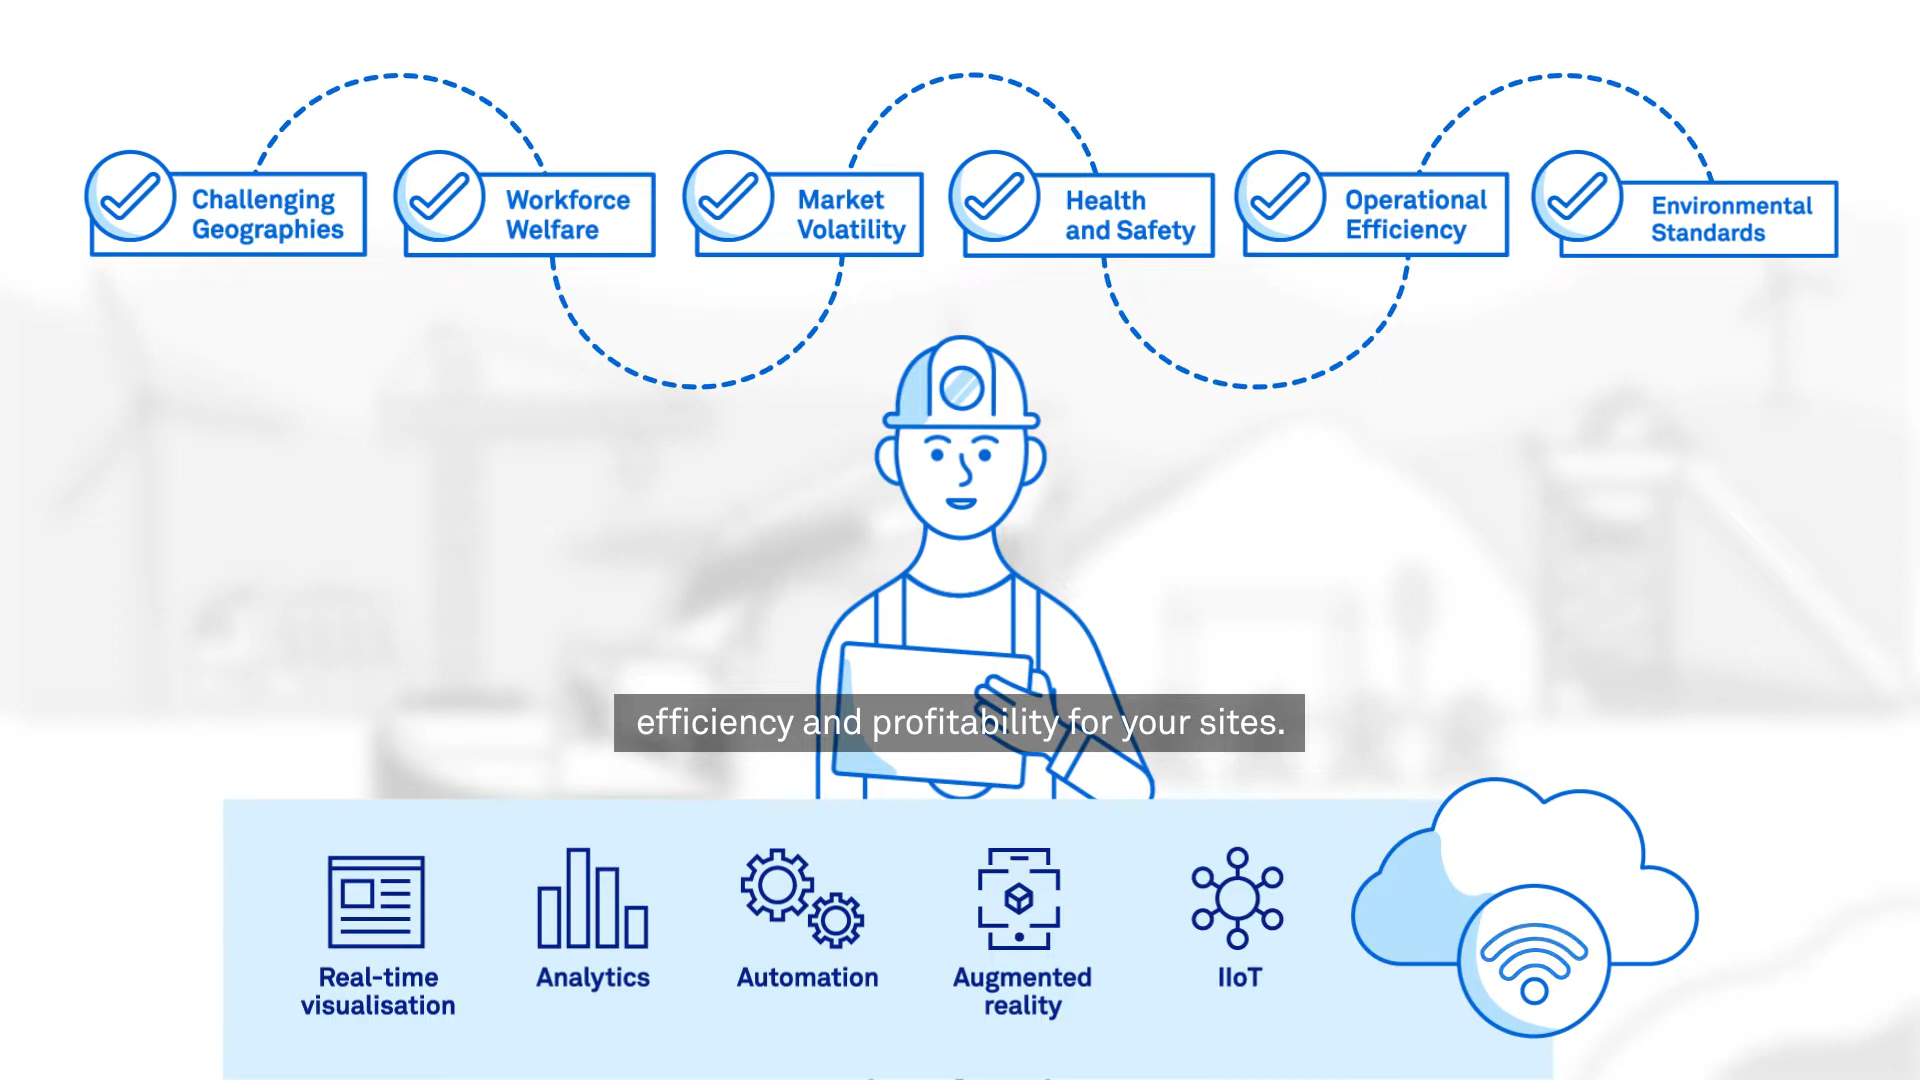 Challenging
Geographies
Workforce
Welfare
Market
Volatility
Health
and Safety
Operational
Efficiency
Environmental
Standards
efficiency and profitability for your sites.
Real-time
visualisation
Analytics
Automation
Augmented
reality
IIoT